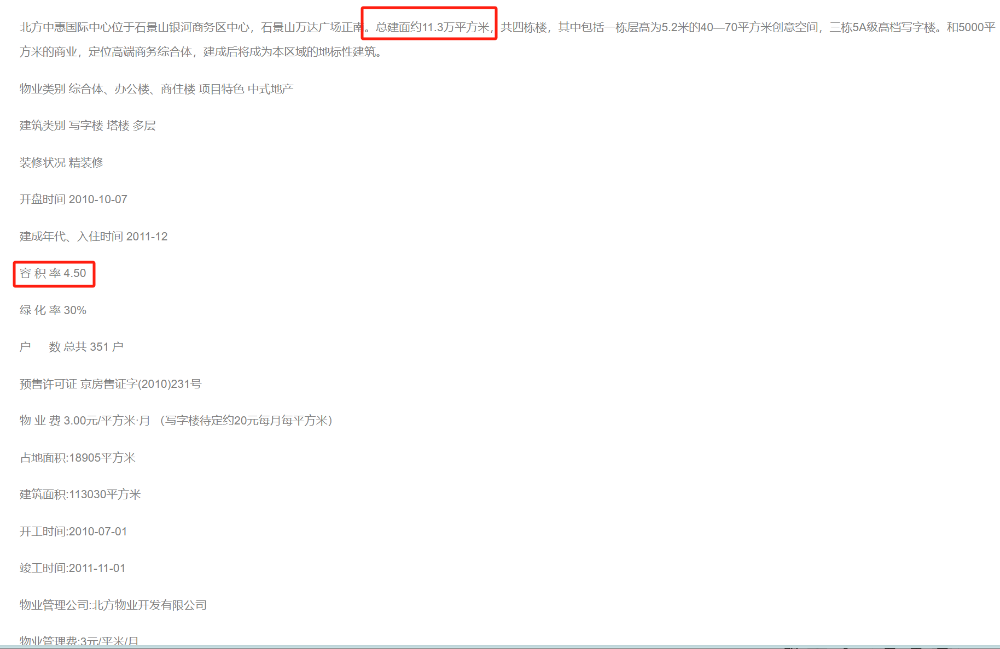 北方中惠国际中心位于石景山银河商务区中心，石景山万达广场正南。总建面约11.3万平方米，共四栋楼，其中包括一栋层高为5.2米的40—70平方米创意空间，三栋5A级高档写字楼。和5000平
方米的商业，定位高端商务综合体，建成后将成为本区域的地标性建筑。
物业类别 综合体、办公楼、商住楼 项目特色 中式地产
建筑类别 写字楼 塔楼 多层
装修状况 精装修
开盘时间 2010-10-07
建成年代、入住时间 2011-12
容 积 率 4.50
绿 化 率 30%
户　 数 总共 351 户
预售许可证 京房售证字(2010)231号
物 业 费 3.00元/平方米·月 （写字楼待定约20元每月每平方米）
占地面积:18905平方米
建筑面积:113030平方米
开工时间:2010-07-01
竣工时间:2011-11-01
物业管理公司:北方物业开发有限公司
物业管理费:3元/平米/月